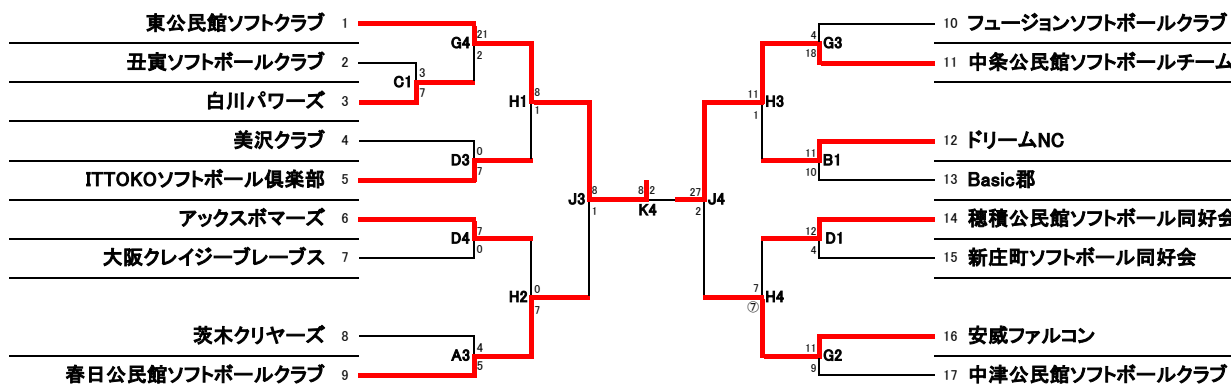 東公民館ソフトクラブ 1
丑寅ソフトボールクラブ 2
白川パワーズ 3
美沢クラブ 4
ITTOKOソフトボール倶楽部 5
アックスボマーズ 6
大阪クレイジーブレーブス 7
茨木クリヤーズ 8
春日公民館ソフトボールクラブ 9
G4 21 2
C1 3 7
H1 8 1
D3 0 7
D4 7 0
H2 0 7
A3 4 5
J3 8 1
K4 8 2
J4 27 2
G3 4 18
H3 11 1
B1 11 10
D1 12 4
H4 7 ⑦
G2 11 9
10 フュージョンソフトボールクラブ
11 中条公民館ソフトボールチーム
12 ドリームNC
13 Basic郡
14 穂積公民館ソフトボール同好会
15 新庄町ソフトボール同好会
16 安威ファルコン
17 中津公民館ソフトボールクラブ